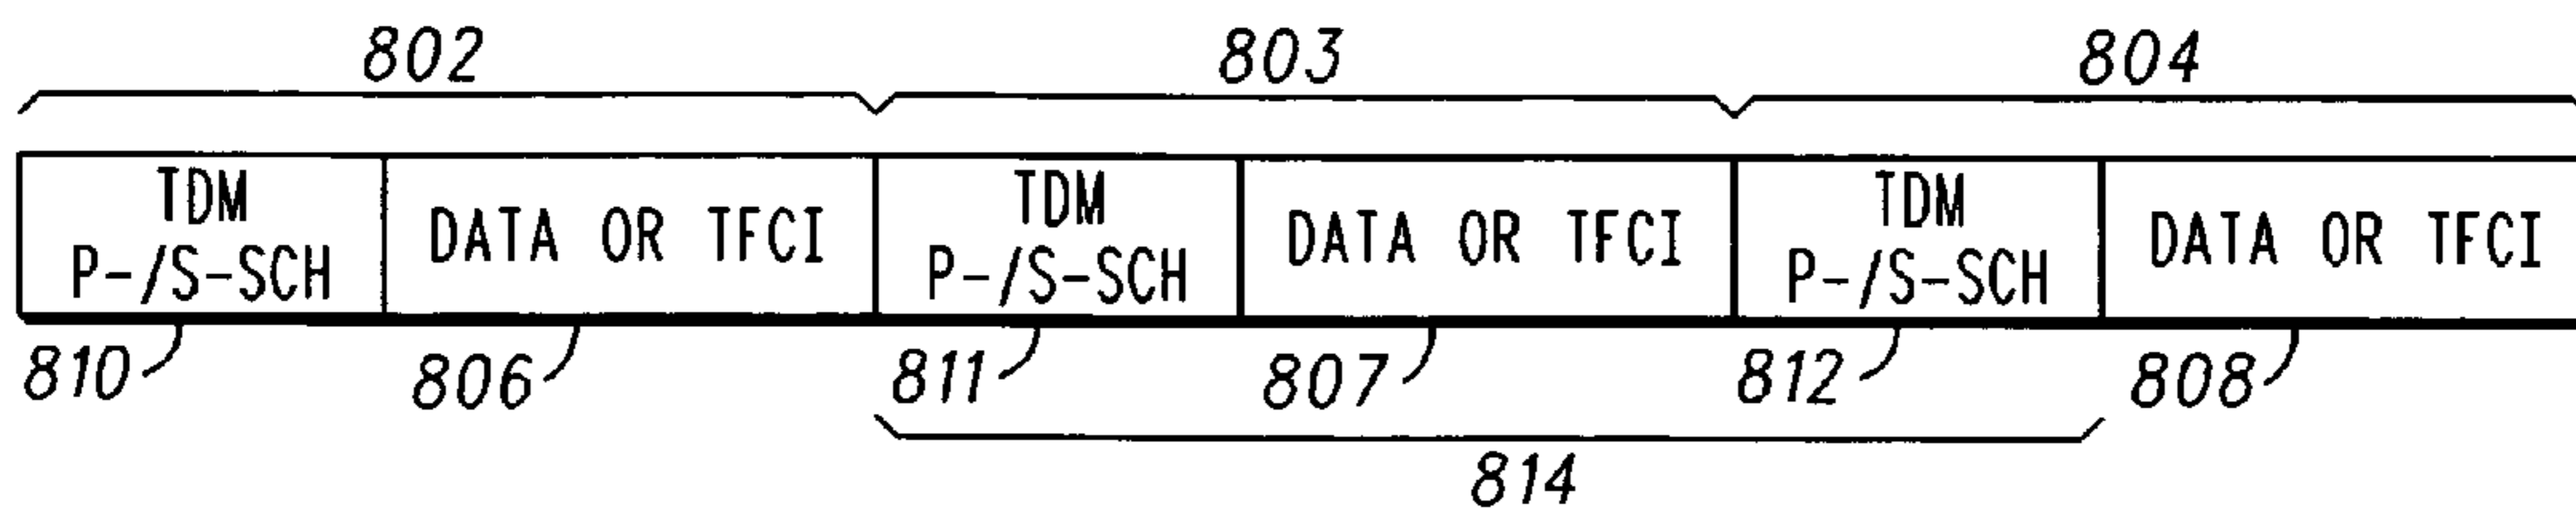 802 803 804
TDM TDM TDM
P-/S-SCH DATA OR TFCI P-/S-SCH DATA OR TFCI P-/S-SCH DATA OR TFCI
810 806 811 807 812 808
814